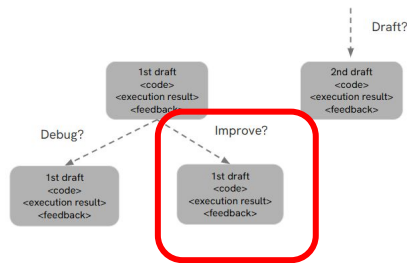 Draft?
1st draft
<code>
<execution result>
<feedback>
2nd draft
<code>
<execution result>
<feedback>
Debug?
Improve?
1st draft
<code>
<execution result>
<feedback>
1st draft
<code>
<execution result>
<feedback>